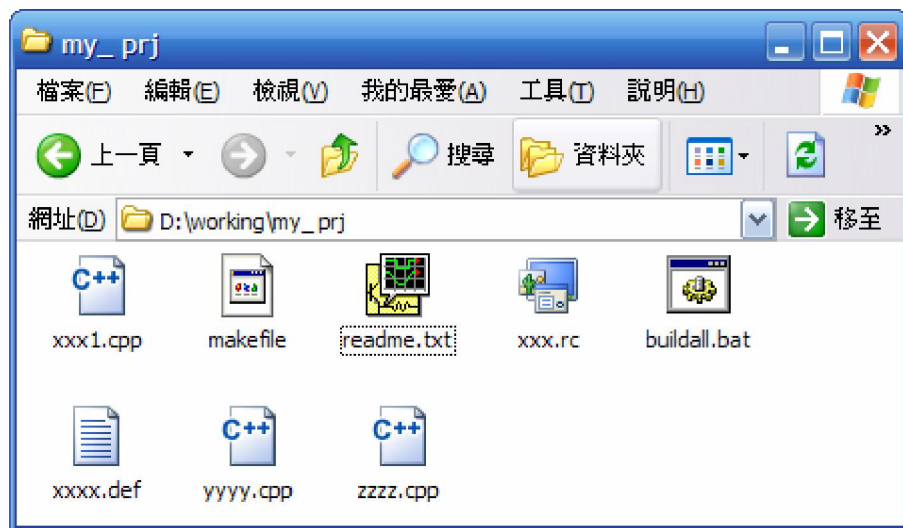 my_ prj
檔案(F) 編輯(E) 檢視(V) 我的最愛(A) 工具(T) 說明(H)
上一頁 搜尋 資料夾 »
網址(D) D:\working\my_ prj 移至
C++
xxx1.cpp makefile readme.txt xxx.rc buildall.bat
C++ C++
xxxx.def yyyy.cpp zzzz.cpp